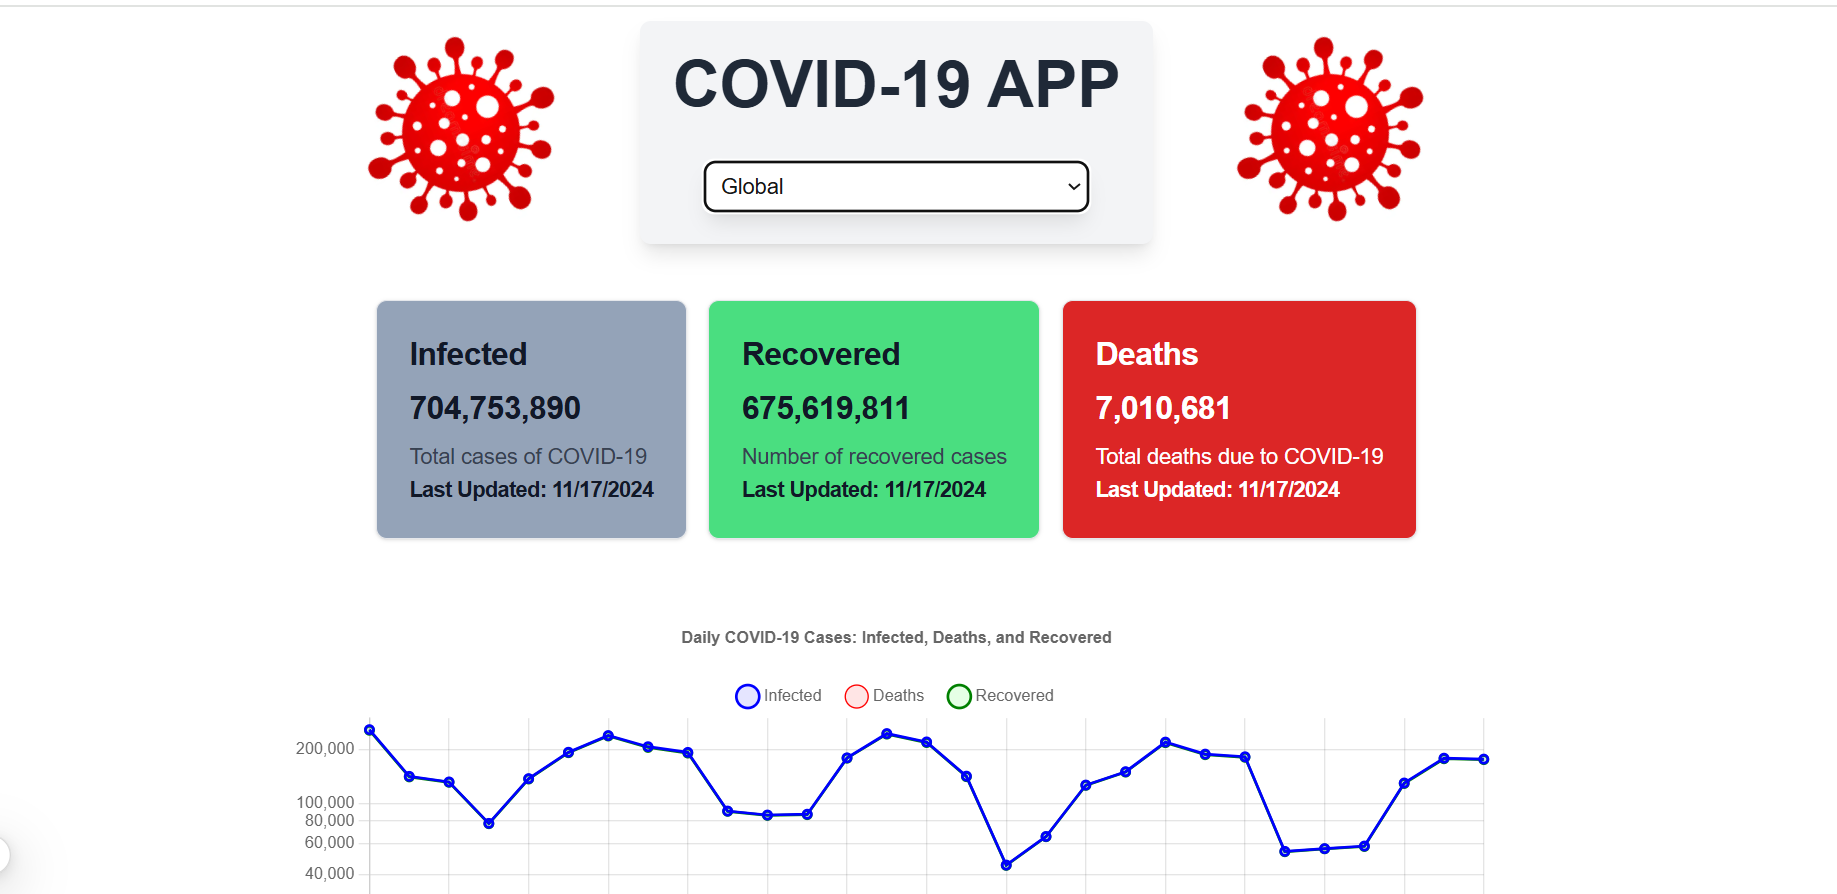 COVID-19 APP
Global
Infected
704,753,890
Total cases of COVID-19
Last Updated: 11/17/2024
Recovered
675,619,811
Number of recovered cases
Last Updated: 11/17/2024
Deaths
7,010,681
Total deaths due to COVID-19
Last Updated: 11/17/2024
Daily COVID-19 Cases: Infected, Deaths, and Recovered
Infected Deaths Recovered
200,000
100,000
80,000
60,000
40,000